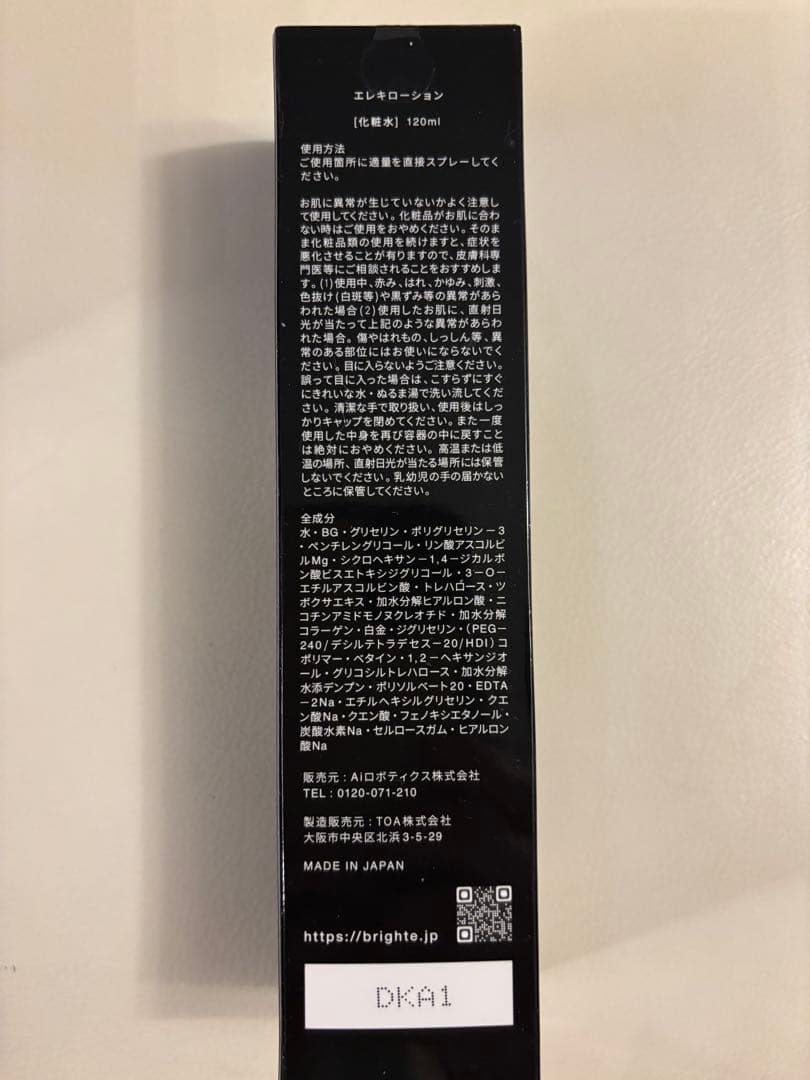 エレキローション
[化粧水] 120ml
使用方法
ご使用箇所に適量を直接スプレーしてく
ださい。
お肌に異常が生じていないかよく注意し
て使用してください。化粧品がお肌に合わ
ない時はご使用をおやめください。そのま
ま化粧品類の使用を続けますと、症状を
悪化させることが有りますので、皮膚科専
門医等にご相談されることをおすすめしま
す。(1)使用中、赤み、はれ、かゆみ、刺激、
色抜け(白斑等)や黒ずみ等の異常があら
われた場合(2)使用したお肌に、直射日
光が当たって上記のような異常があらわ
れた場合。傷やはれもの、しっしん等、異
常のある部位にはお使いにならないでく
ださい。目に入らないようご注意ください。
誤って目に入った場合は、こすらずにすぐ
にきれいな水・ぬるま湯で洗い流してくだ
さい。清潔な手で取り扱い、使用後はしっ
かりキャップを閉めてください。また一度
使用した中身を再び容器の中に戻すこと
は絶対におやめください。高温または低
温の場所、直射日光が当たる場所には保管
しないでください。乳幼児の手の届かない
ところに保管してください。
全成分
水・BG・グリセリン・ポリグリセリン－3
・ペンチレングリコール・リン酸アスコルビ
ルMg・シクロヘキサン－1,4－ジカルボ
ン酸ビスエトキシジグリコール・3－O－
エチルアスコルビン酸・トレハロース・ツ
ボクサエキス・加水分解ヒアルロン酸・ニ
コチンアミドモノヌクレオチド・加水分解
コラーゲン・白金・ジグリセリン・(PEG－
240/デシルテトラデセス－20/HDI)コ
ポリマー・ベタイン・1,2－ヘキサンジオ
ール・グリコシルトレハロース・加水分解
水添デンプン・ポリソルベート20・EDTA
－2Na・エチルヘキシルグリセリン・クエ
ン酸Na・クエン酸・フェノキシエタノール・
炭酸水素Na・セルロースガム・ヒアルロン
酸Na
販売元：Aiロボティクス株式会社
TEL：0120-071-210
製造販売元：TOA株式会社
大阪市中央区北浜3-5-29
MADE IN JAPAN
https://brighte.jp
DKA1